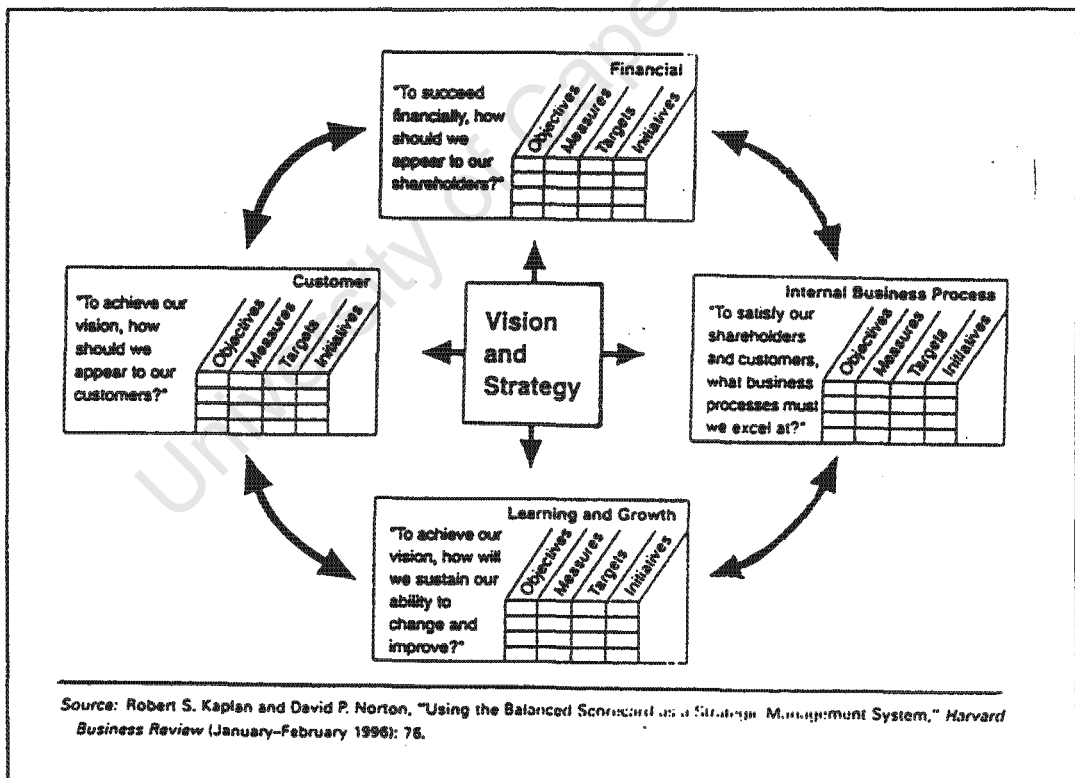 Financial
"To succeed
financially, how
should we
appear to our
shareholders?"
Objectives
Measures
Targets
Initiatives
Customer
"To achieve our
vision, how
should we
appear to our
customers?"
Objectives
Measures
Targets
Initiatives
Vision
and
Strategy
Internal Business Process
"To satisfy our
shareholders
and customers,
what business
processes must
we excel at?"
Objectives
Measures
Targets
Initiatives
Learning and Growth
"To achieve our
vision, how will
we sustain our
ability to
change and
improve?"
Objectives
Measures
Targets
Initiatives
Source: Robert S. Kaplan and David P. Norton, "Using the Balanced Scorecard as a Strategic Management System," Harvard
Business Review (January–February 1996): 76.
University of Cape